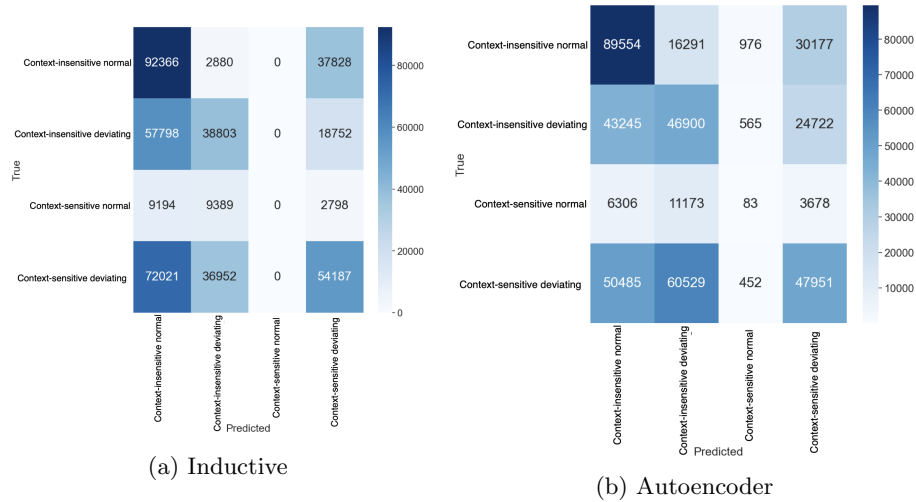 True
Context-insensitive normal
92366 2880 0 37828
Context-insensitive deviating
57798 38803 0 18752
Context-sensitive normal
9194 9389 0 2798
Context-sensitive deviating
72021 36952 0 54187
80000
60000
40000
20000
0
Context-insensitive normal
Context-insensitive deviating
Context-sensitive normal
Context-sensitive deviating
Predicted
(a) Inductive
True
Context-insensitive normal
89554 16291 976 30177
Context-insensitive deviating
43245 46900 565 24722
Context-sensitive normal
6306 11173 83 3678
Context-sensitive deviating
50485 60529 452 47951
80000
70000
60000
50000
40000
30000
20000
10000
Context-insensitive normal
Context-insensitive deviating
Context-sensitive normal
Context-sensitive deviating
Predicted
(b) Autoencoder